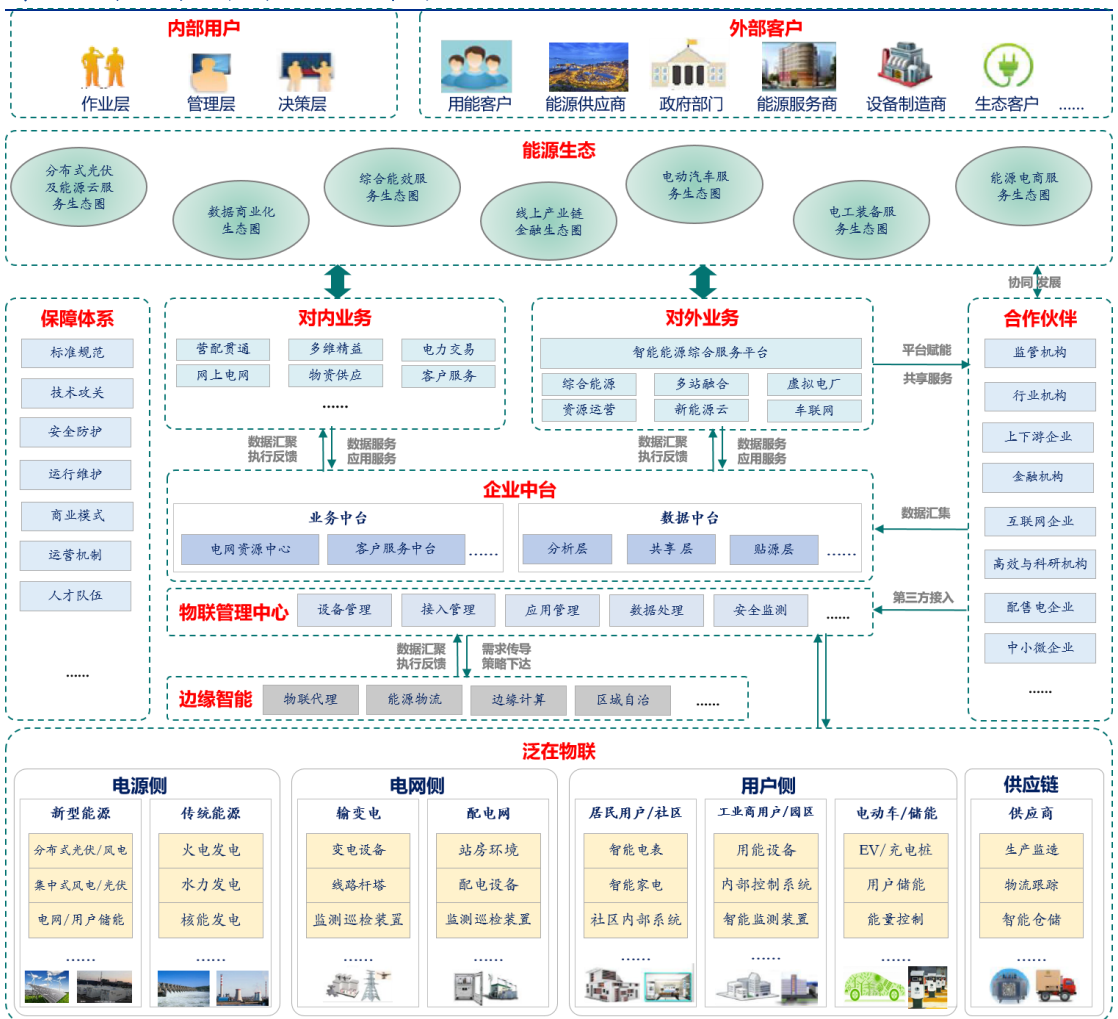 内部用户
作业层
管理层
决策层
外部客户
用能客户
能源供应商
政府部门
能源服务商
设备制造商
生态客户
……
能源生态
分布式光伏
及能源云服
务生态圈
数据商业化
生态圈
综合能效服
务生态圈
线上产业链
金融生态圈
电动汽车服
务生态圈
电工装备服
务生态圈
能源电商服
务生态圈
协同 发展
保障体系
标准规范
技术攻关
安全防护
运行维护
商业模式
运营机制
人才队伍
……
对内业务
营配贯通
多维精益
电力交易
网上电网
物资供应
客户服务
……
对外业务
智能能源综合服务平台
综合能源
多站融合
虚拟电厂
资源运营
新能源云
车联网
平台赋能
共享服务
合作伙伴
监管机构
行业机构
上下游企业
金融机构
互联网企业
高效与科研机构
配售电企业
中小微企业
……
数据汇聚
执行反馈
数据服务
应用服务
数据汇聚
执行反馈
数据服务
应用服务
企业中台
业务中台
电网资源中心
客户服务中台
……
数据中台
分析层
共享 层
贴源层
……
数据汇集
物联管理中心
设备管理
接入管理
应用管理
数据处理
安全监测
……
第三方接入
数据汇聚
执行反馈
需求传导
策略下达
边缘智能
物联代理
能源物流
边缘计算
区域自治
……
泛在物联
电源侧
新型能源
分布式光伏/风电
集中式风电/光伏
电网/用户储能
……
传统能源
火电发电
水力发电
核能发电
……
电网侧
输变电
变电设备
线路杆塔
监测巡检装置
……
配电网
站房环境
配电设备
监测巡检装置
……
用户侧
居民用户/社区
智能电表
智能家电
社区内部系统
……
工业商用户/园区
用能设备
内部控制系统
智能监测装置
……
电动车/储能
EV/充电桩
用户储能
能量控制
……
供应链
供应商
生产监造
物流跟踪
智能仓储
……